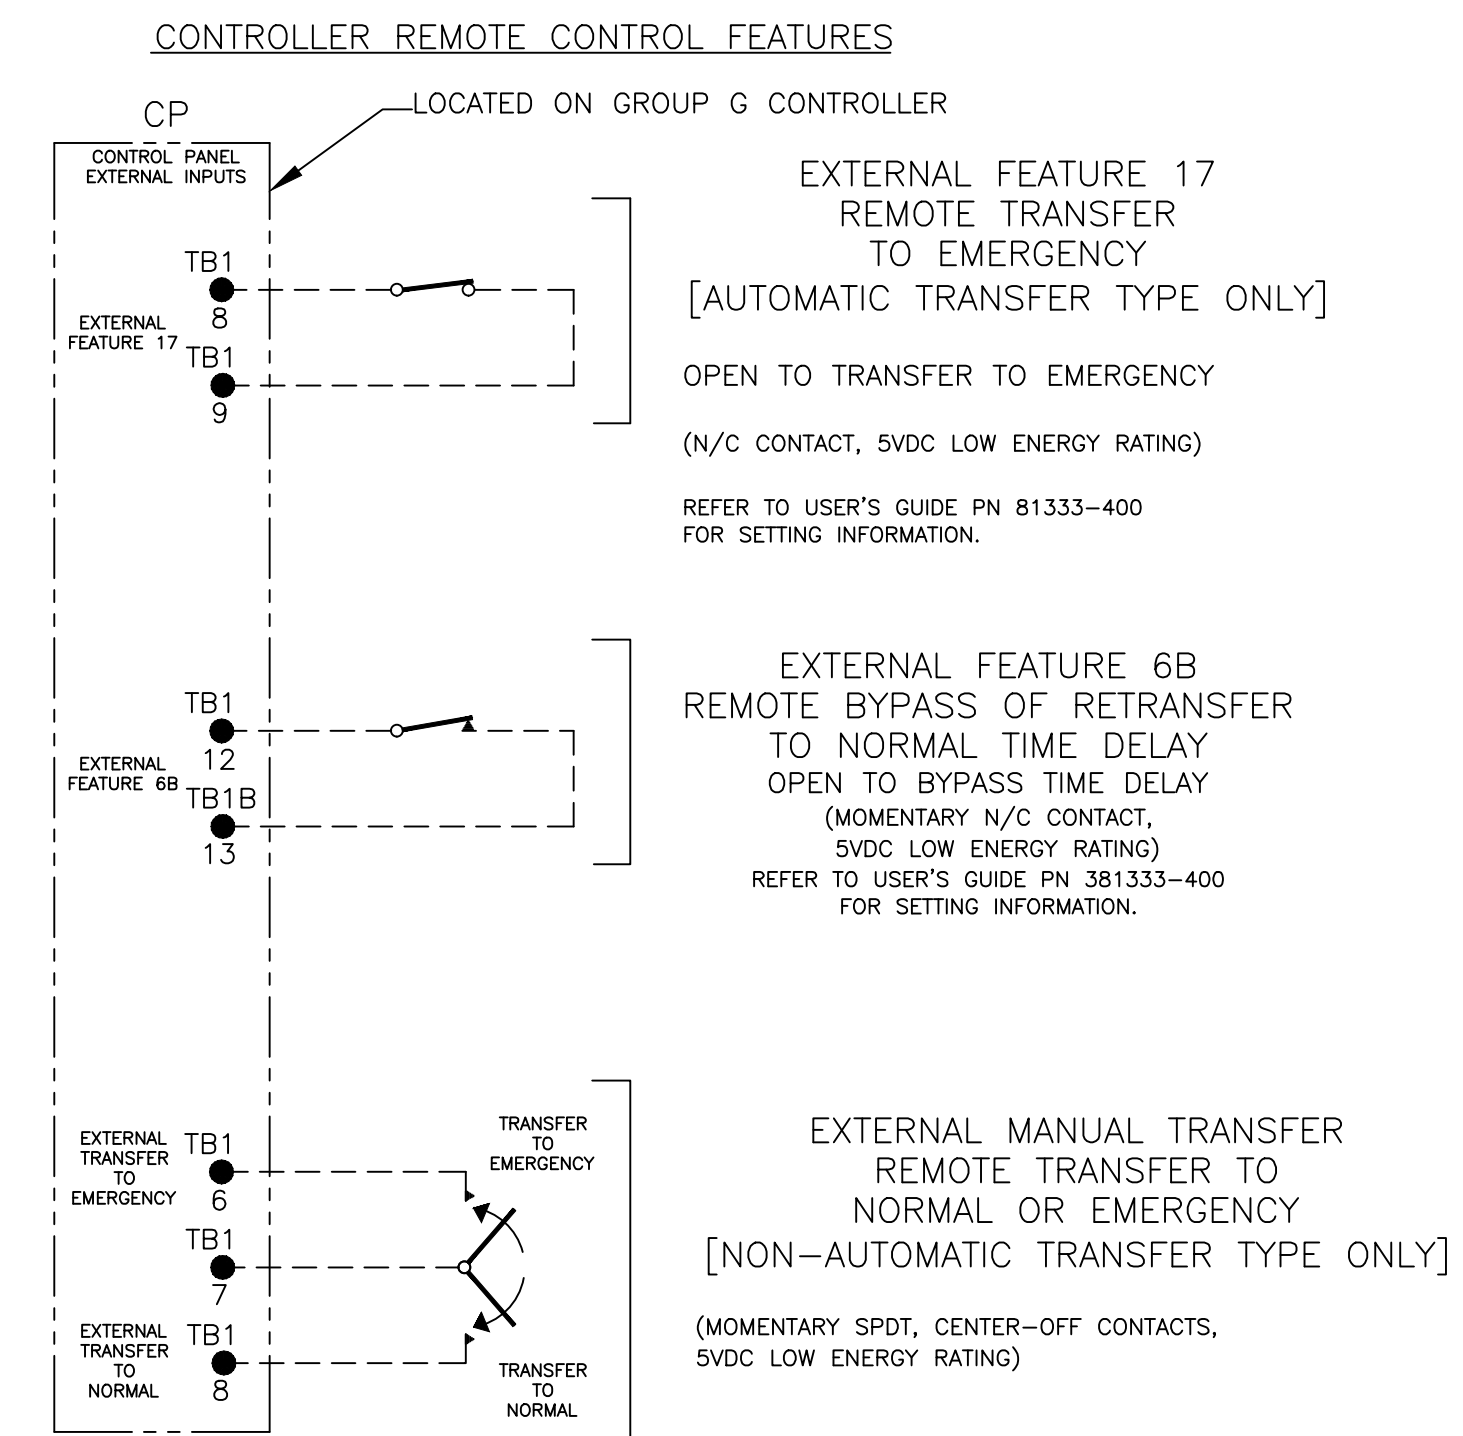 CONTROLLER REMOTE CONTROL FEATURES
LOCATED ON GROUP G CONTROLLER
CP
CONTROL PANEL
EXTERNAL INPUTS
TB1
8
EXTERNAL
FEATURE 17
TB1
9
EXTERNAL FEATURE 17
REMOTE TRANSFER
TO EMERGENCY
[AUTOMATIC TRANSFER TYPE ONLY]
OPEN TO TRANSFER TO EMERGENCY
(N/C CONTACT, 5VDC LOW ENERGY RATING)
REFER TO USER'S GUIDE PN 81333-400
FOR SETTING INFORMATION.
TB1
12
EXTERNAL
FEATURE 6B
TB1B
13
EXTERNAL FEATURE 6B
REMOTE BYPASS OF RETRANSFER
TO NORMAL TIME DELAY
OPEN TO BYPASS TIME DELAY
(MOMENTARY N/C CONTACT,
5VDC LOW ENERGY RATING)
REFER TO USER'S GUIDE PN 381333-400
FOR SETTING INFORMATION.
EXTERNAL
TRANSFER
TO
EMERGENCY
TB1
6
TB1
7
EXTERNAL
TRANSFER
TO
NORMAL
TB1
8
TRANSFER
TO
EMERGENCY
TRANSFER
TO
NORMAL
EXTERNAL MANUAL TRANSFER
REMOTE TRANSFER TO
NORMAL OR EMERGENCY
[NON-AUTOMATIC TRANSFER TYPE ONLY]
(MOMENTARY SPDT, CENTER-OFF CONTACTS,
5VDC LOW ENERGY RATING)